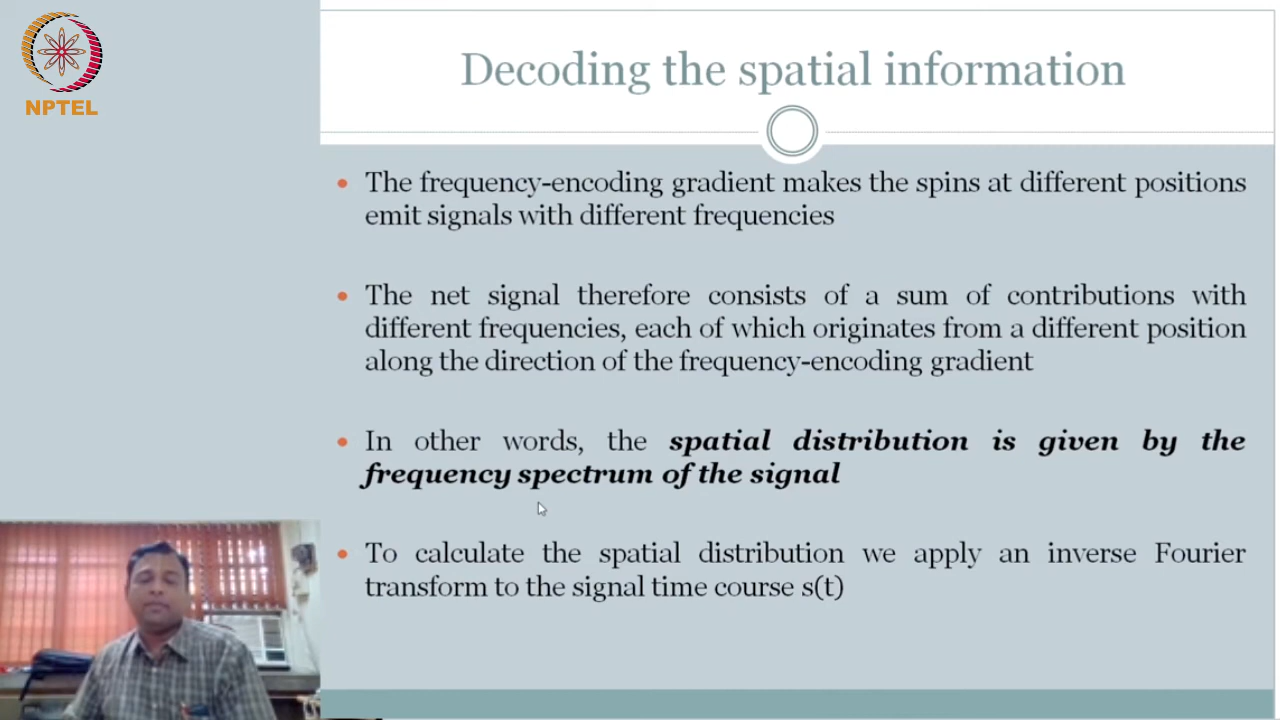 NPTEL
Decoding the spatial information
• The frequency-encoding gradient makes the spins at different positions
emit signals with different frequencies
• The net signal therefore consists of a sum of contributions with
different frequencies, each of which originates from a different position
along the direction of the frequency-encoding gradient
• In other words, the spatial distribution is given by the
frequency spectrum of the signal
• To calculate the spatial distribution we apply an inverse Fourier
transform to the signal time course s(t)